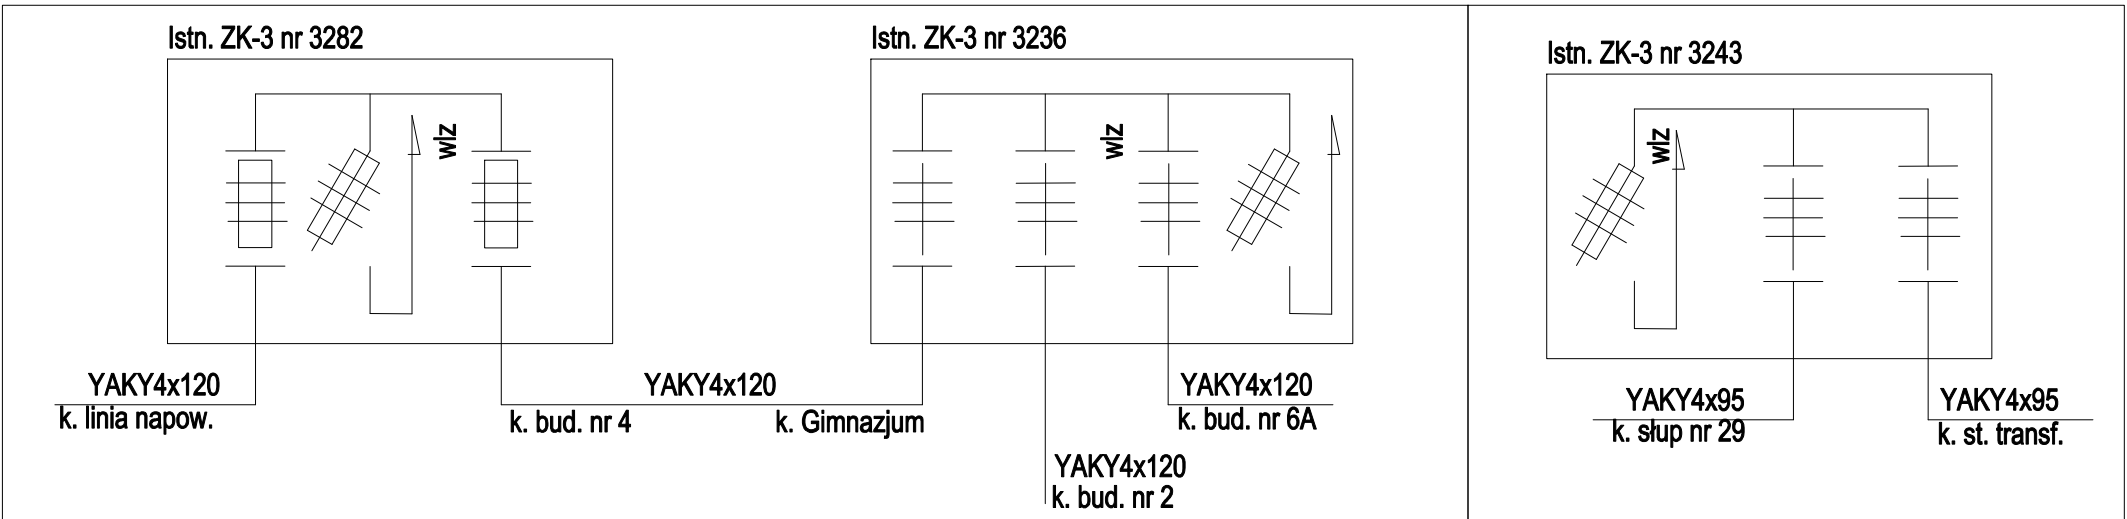 Istn. ZK-3 nr 3282
wlz
YAKY4x120
k. linia napow.
k. bud. nr 4
YAKY4x120
k. Gimnazjum
Istn. ZK-3 nr 3236
wlz
YAKY4x120
k. bud. nr 6A
YAKY4x120
k. bud. nr 2
Istn. ZK-3 nr 3243
wlz
YAKY4x95
k. słup nr 29
YAKY4x95
k. st. transf.